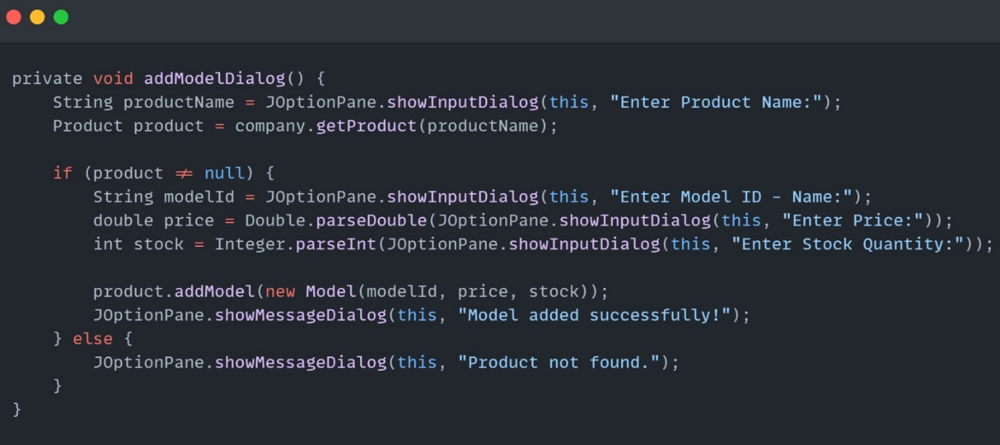 private void addModelDialog() {
    String productName = JOptionPane.showInputDialog(this, "Enter Product Name:");
    Product product = company.getProduct(productName);

    if (product ≠ null) {
        String modelId = JOptionPane.showInputDialog(this, "Enter Model ID - Name:");
        double price = Double.parseDouble(JOptionPane.showInputDialog(this, "Enter Price:"));
        int stock = Integer.parseInt(JOptionPane.showInputDialog(this, "Enter Stock Quantity:"));

        product.addModel(new Model(modelId, price, stock));
        JOptionPane.showMessageDialog(this, "Model added successfully!");
    } else {
        JOptionPane.showMessageDialog(this, "Product not found.");
    }
}